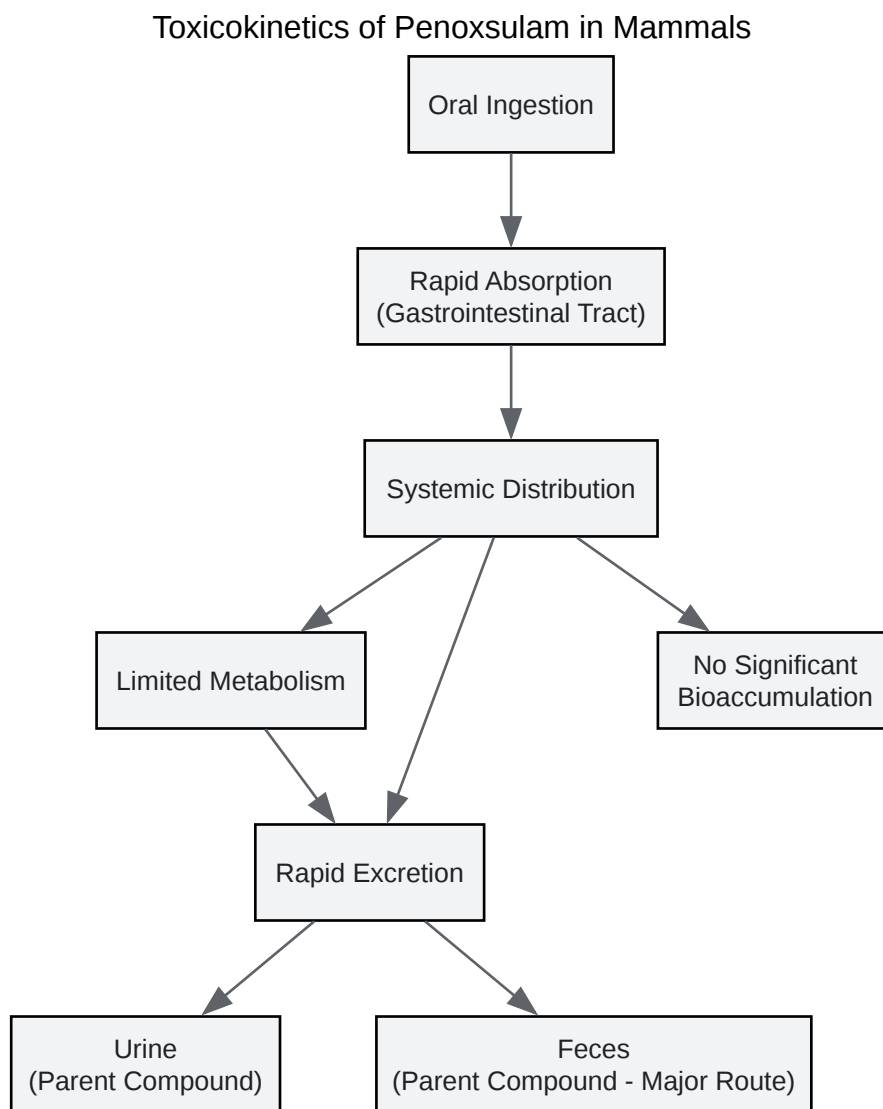 Toxicokinetics of Penoxsulam in Mammals
Oral Ingestion
Rapid Absorption
(Gastrointestinal Tract)
Systemic Distribution
Limited Metabolism
No Significant
Bioaccumulation
Rapid Excretion
Urine
(Parent Compound)
Feces
(Parent Compound - Major Route)